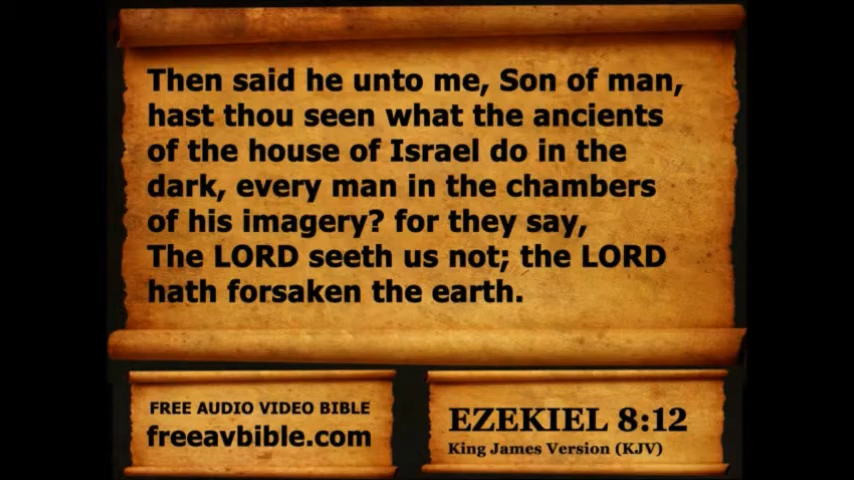 Then said he unto me, Son of man,
hast thou seen what the ancients
of the house of Israel do in the
dark, every man in the chambers
of his imagery? for they say,
The LORD seeth us not; the LORD
hath forsaken the earth.
FREE AUDIO VIDEO BIBLE
freeavbible.com
EZEKIEL 8:12
King James Version (KJV)